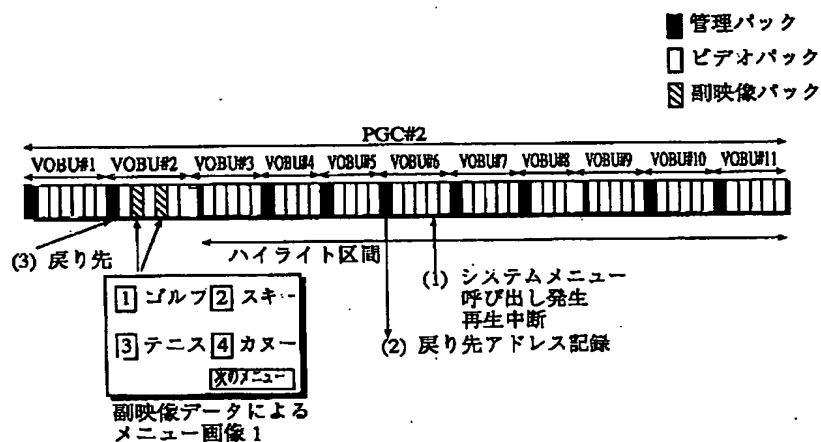 管理パック
ビデオパック
副映像パック
PGC#2
VOBU#1 VOBU#2 VOBU#3 VOBU#4 VOBU#5 VOBU#6 VOBU#7 VOBU#8 VOBU#9 VOBU#10 VOBU#11
(3) 戻り先
ハイライト区間
(1) システムメニュー
呼び出し発生
再生中断
(2) 戻り先アドレス記録
1 ゴルフ 2 スキー
3 テニス 4 カヌー
次のメニュー
副映像データによる
メニュー画像1